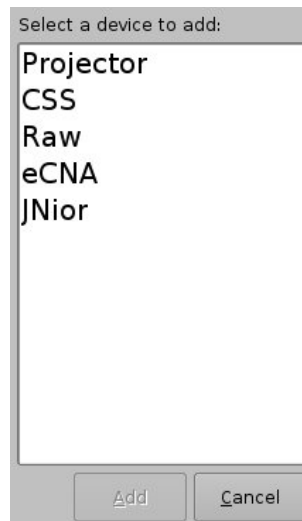 Select a device to add:
Projector
CSS
Raw
eCNA
JNior
Add Cancel